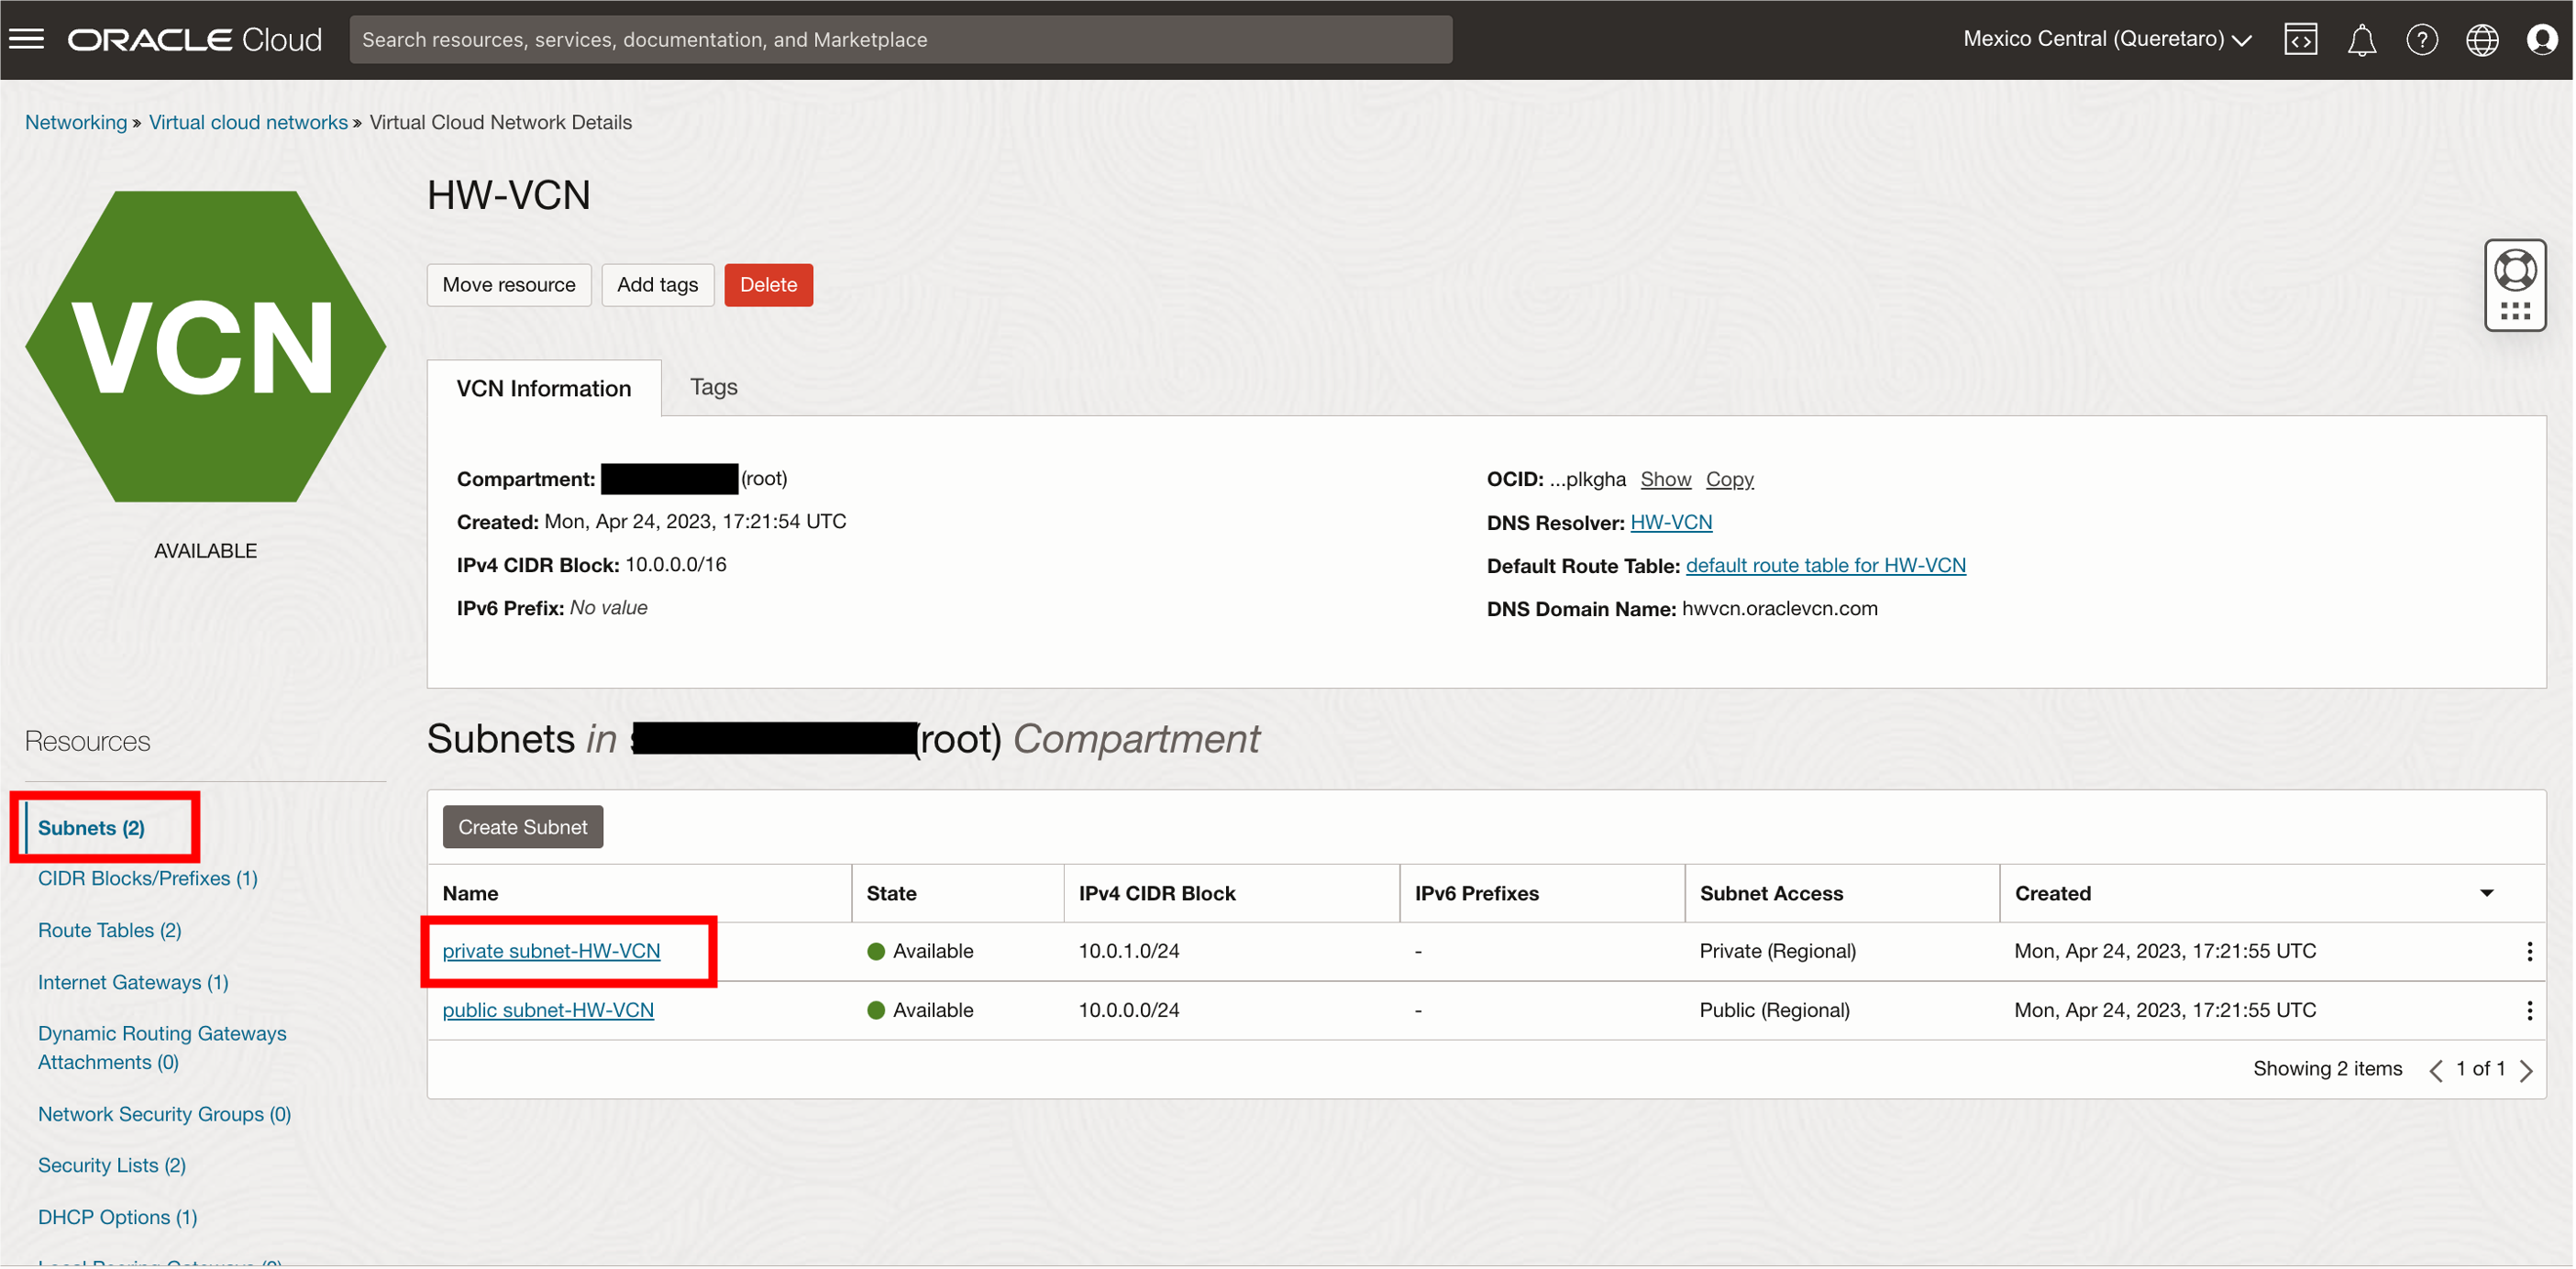 ORACLE Cloud
Search resources, services, documentation, and Marketplace
Mexico Central (Queretaro)
Networking » Virtual cloud networks » Virtual Cloud Network Details
VCN
AVAILABLE
HW-VCN
Move resource
Add tags
Delete
VCN Information
Tags
Compartment: (root)
Created: Mon, Apr 24, 2023, 17:21:54 UTC
IPv4 CIDR Block: 10.0.0.0/16
IPv6 Prefix: No value
OCID: ...plkgha Show Copy
DNS Resolver: HW-VCN
Default Route Table: default route table for HW-VCN
DNS Domain Name: hwvcn.oraclevcn.com
Resources
Subnets (2)
CIDR Blocks/Prefixes (1)
Route Tables (2)
Internet Gateways (1)
Dynamic Routing Gateways
Attachments (0)
Network Security Groups (0)
Security Lists (2)
DHCP Options (1)
Subnets in (root) Compartment
Create Subnet
Name State IPv4 CIDR Block IPv6 Prefixes Subnet Access Created
private subnet-HW-VCN Available 10.0.1.0/24 - Private (Regional) Mon, Apr 24, 2023, 17:21:55 UTC
public subnet-HW-VCN Available 10.0.0.0/24 - Public (Regional) Mon, Apr 24, 2023, 17:21:55 UTC
Showing 2 items < 1 of 1 >